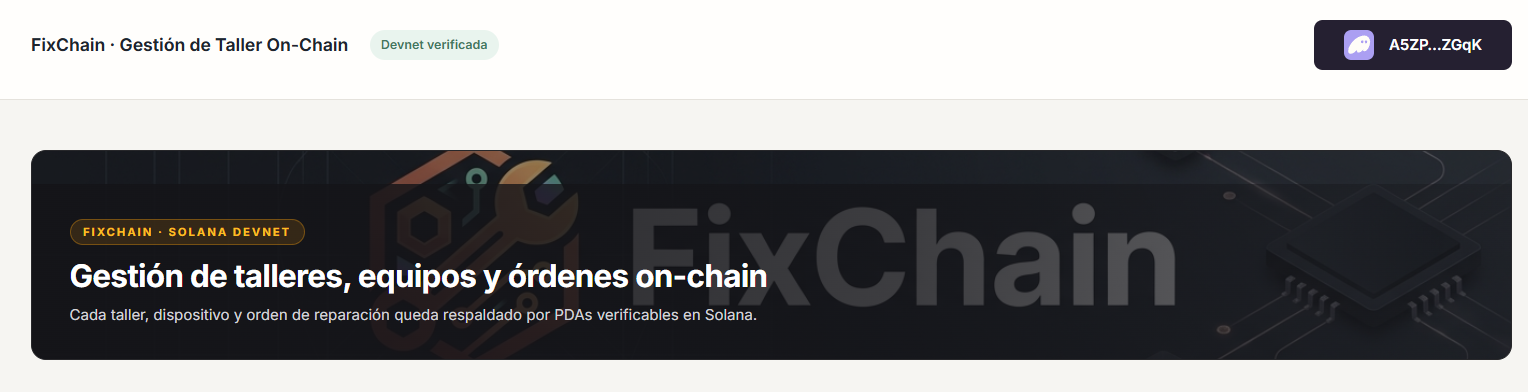 FixChain · Gestión de Taller On-Chain
Devnet verificada
A5ZP...ZGqK
FixChain
FIXCHAIN · SOLANA DEVNET
Gestión de talleres, equipos y órdenes on-chain
Cada taller, dispositivo y orden de reparación queda respaldado por PDAs verificables en Solana.